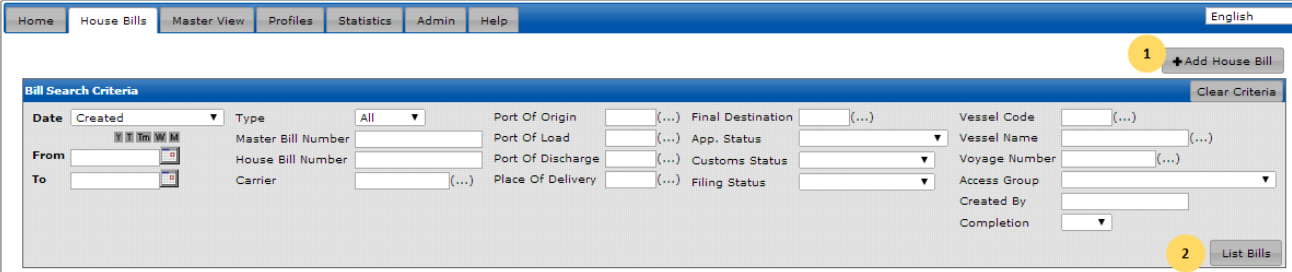 Home House Bills Master View Profiles Statistics Admin Help English
1 +Add House Bill
Bill Search Criteria Clear Criteria
Date Created Type All Port Of Origin (...) Final Destination (...) Vessel Code (...)
Y T Tm W M Master Bill Number Port Of Load (...) App. Status Vessel Name (...)
From House Bill Number Port Of Discharge (...) Customs Status Voyage Number (...)
To Carrier (...) Place Of Delivery (...) Filing Status Access Group
Created By
Completion
2 List Bills